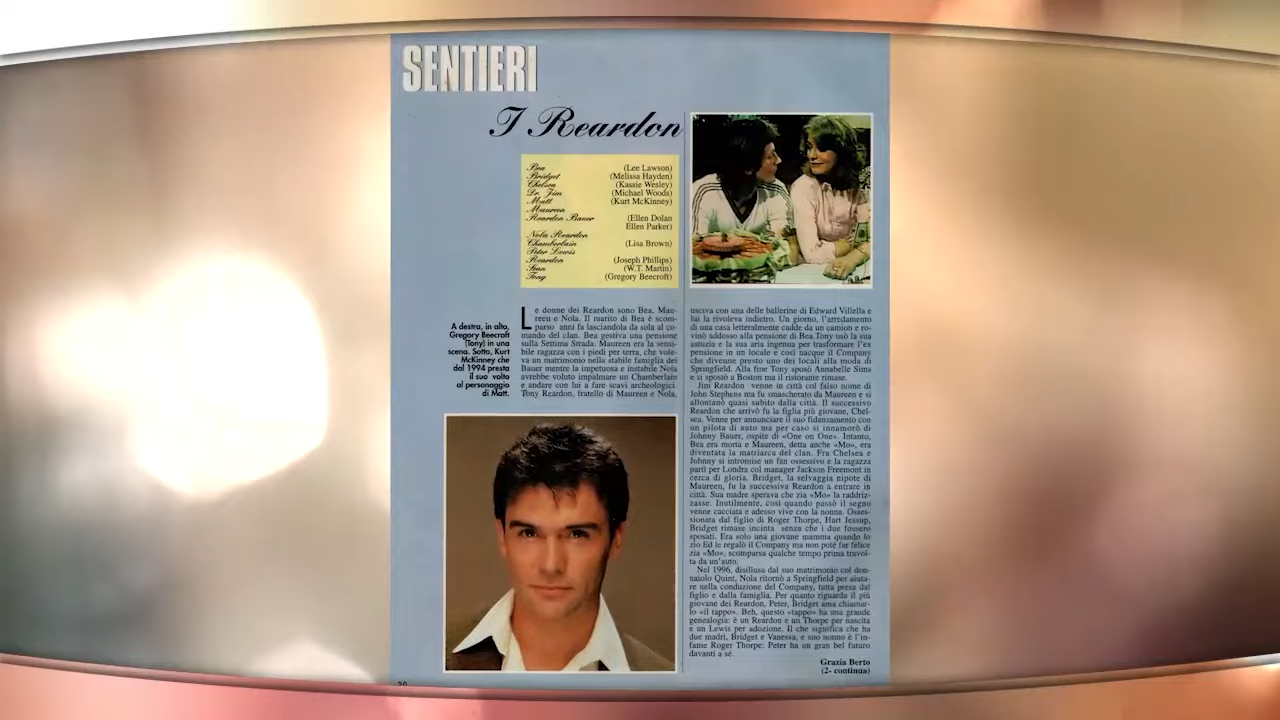 SENTIERI
I Reardon
Bea (Lee Lawson)
Bridget (Melissa Hayden)
Chelsea (Kassie Wesley)
Dr. Jim (Michael Woods)
Matt (Kurt McKinney)
Maureen
Reardon Bauer (Ellen Dolan
Ellen Parker)
Nola Reardon
Chamberlain (Lisa Brown)
Peter Lewis
Reardon (Joseph Phillips)
Sean (W.T. Martin)
Tony (Gregory Beecroft)
A destra, in alto,
Gregory Beecroft
(Tony) in una
scena. Sotto, Kurt
McKinney che
dal 1994 presta
il suo volto
al personaggio
di Matt.
Le donne dei Reardon sono Bea, Mau-
reen e Nola. Il marito di Bea è scom-
parso anni fa lasciandola da sola al co-
mando del clan. Bea gestiva una pensione
sulla Settima Strada. Maureen era la sensi-
bile ragazza con i piedi per terra, che vole-
va un matrimonio nella stabile famiglia dei
Bauer mentre la impetuosa e instabile Nola
avrebbe voluto impalmare un Chamberlain
e andare con lui a fare scavi archeologici.
Tony Reardon, fratello di Maureen e Nola,
usciva con una delle ballerine di Edward Villella e
lui la rivoleva indietro. Un giorno, l'arredamento
di una casa letteralmente cadde da un camion e ro-
vinò addosso alla pensione di Bea.Tony usò la sua
astuzia e la sua aria ingenua per trasformare l'ex
pensione in un locale e così nacque il Company
che divenne presto uno dei locali alla moda di
Springfield. Alla fine Tony sposò Annabelle Sims
e si spostò a Boston ma il ristorante rimase.
Jim Reardon venne in città col falso nome di
John Stephens ma fu smascherato da Maureen e si
allontanò quasi subito dalla città. Il successivo
Reardon che arrivò fu la figlia più giovane, Chel-
sea. Venne per annunciare il suo fidanzamento con
un pilota di auto ma per caso si innamorò di
Johnny Bauer, ospite di «One on One». Intanto,
Bea era morta e Maureen, detta anche «Mo», era
diventata la matriarca del clan. Fra Chelsea e
Johnny si intromise un fan ossessivo e la ragazza
partì per Londra col manager Jackson Freemont in
cerca di gloria. Bridget, la selvaggia nipote di
Maureen, fu la successiva Reardon a entrare in
città. Sua madre sperava che zia «Mo» la raddriz-
zasse. Inutilmente, così quando passò il segno
venne cacciata e adesso vive con la nonna. Osses-
sionata dal figlio di Roger Thorpe, Hart Jessup,
Bridget rimase incinta senza che i due fossero
sposati. Era solo una giovane mamma quando lo
zio Ed le regalò il Company ma non poté far felice
zia «Mo», scomparsa qualche tempo prima travol-
ta da un'auto.
Nel 1996, disillusa dal suo matrimonio col don-
naiolo Quint, Nola ritornò a Springfield per aiuta-
re nella conduzione del Company, tutta presa dal
figlio e dalla famiglia. Per quanto riguarda il più
giovane dei Reardon, Peter, Bridget ama chiamar-
lo «il tappo». Beh, questo «tappo» ha una grande
genealogia: è un Reardon e un Thorpe per nascita
e un Lewis per adozione. Il che significa che ha
due madri, Bridget e Vanessa, e suo nonno è l'in-
fame Roger Thorpe: Peter ha un gran bel futuro
davanti a sé
Grazia Berto
(2- continua)